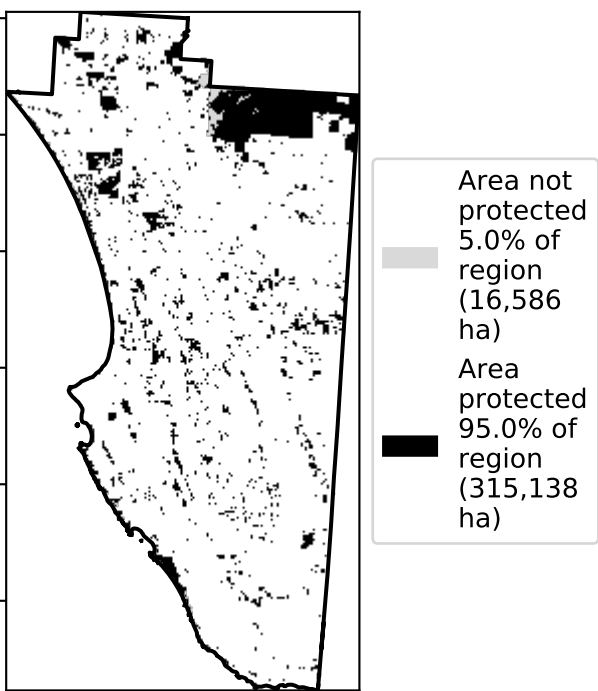 Area not
protected
5.0% of
region
(16,586
ha)
Area
protected
95.0% of
region
(315,138
ha)